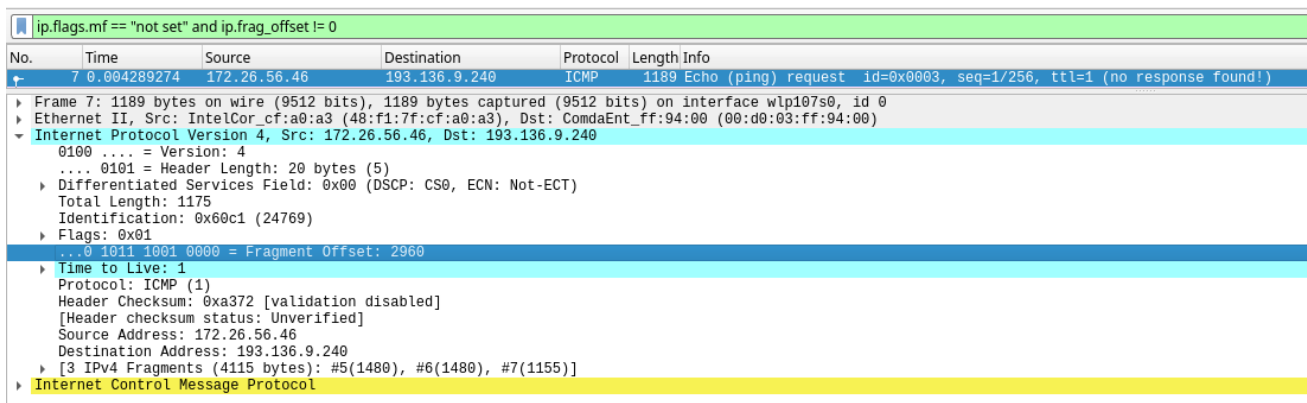 ip.flags.mf == "not set" and ip.frag_offset != 0
No. Time Source Destination Protocol Length Info
7 0.004289274 172.26.56.46 193.136.9.240 ICMP 1189 Echo (ping) request id=0x0003, seq=1/256, ttl=1 (no response found!)
Frame 7: 1189 bytes on wire (9512 bits), 1189 bytes captured (9512 bits) on interface wlp107s0, id 0
Ethernet II, Src: IntelCor_cf:a0:a3 (48:f1:7f:cf:a0:a3), Dst: ComdaEnt_ff:94:00 (00:d0:03:ff:94:00)
Internet Protocol Version 4, Src: 172.26.56.46, Dst: 193.136.9.240
0100 .... = Version: 4
.... 0101 = Header Length: 20 bytes (5)
Differentiated Services Field: 0x00 (DSCP: CS0, ECN: Not-ECT)
Total Length: 1175
Identification: 0x60c1 (24769)
Flags: 0x01
...0 1011 1001 0000 = Fragment Offset: 2960
Time to Live: 1
Protocol: ICMP (1)
Header Checksum: 0xa372 [validation disabled]
[Header checksum status: Unverified]
Source Address: 172.26.56.46
Destination Address: 193.136.9.240
[3 IPv4 Fragments (4115 bytes): #5(1480), #6(1480), #7(1155)]
Internet Control Message Protocol